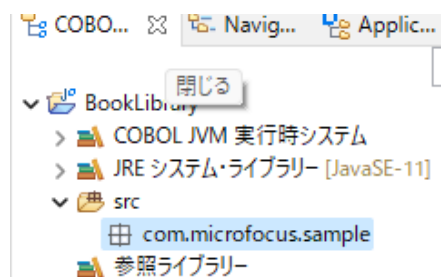 COBO... Navig... Applic...
閉じる
BookLibrary
COBOL JVM 実行時システム
JRE システム・ライブラリー [JavaSE-11]
src
com.microfocus.sample
参照ライブラリー